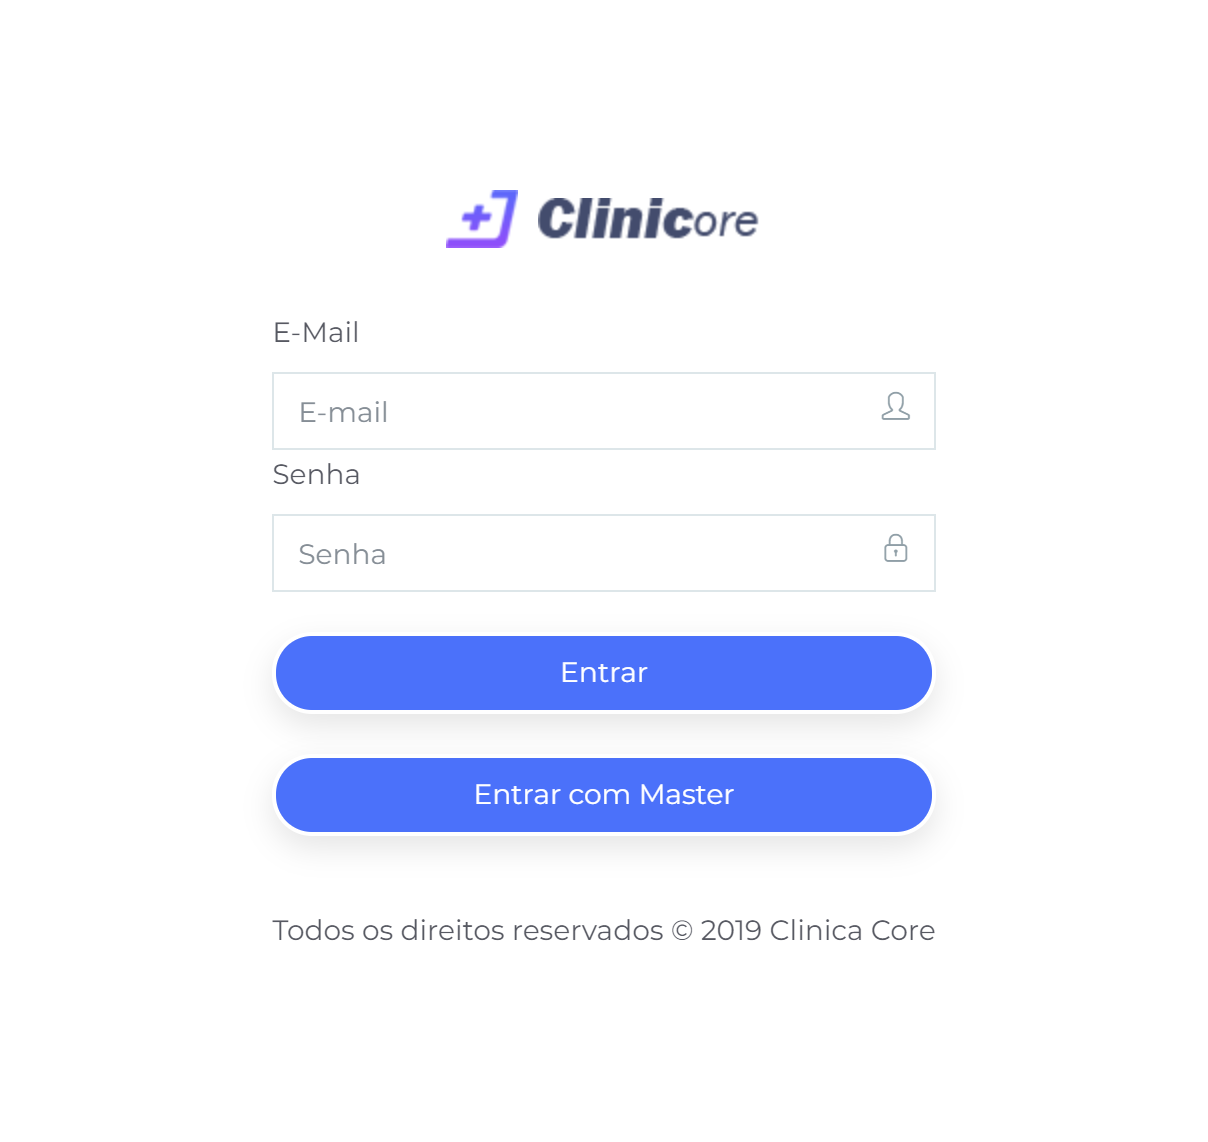 Clinicore
E-Mail
E-mail
Senha
Senha
Entrar
Entrar com Master
Todos os direitos reservados © 2019 Clinica Core